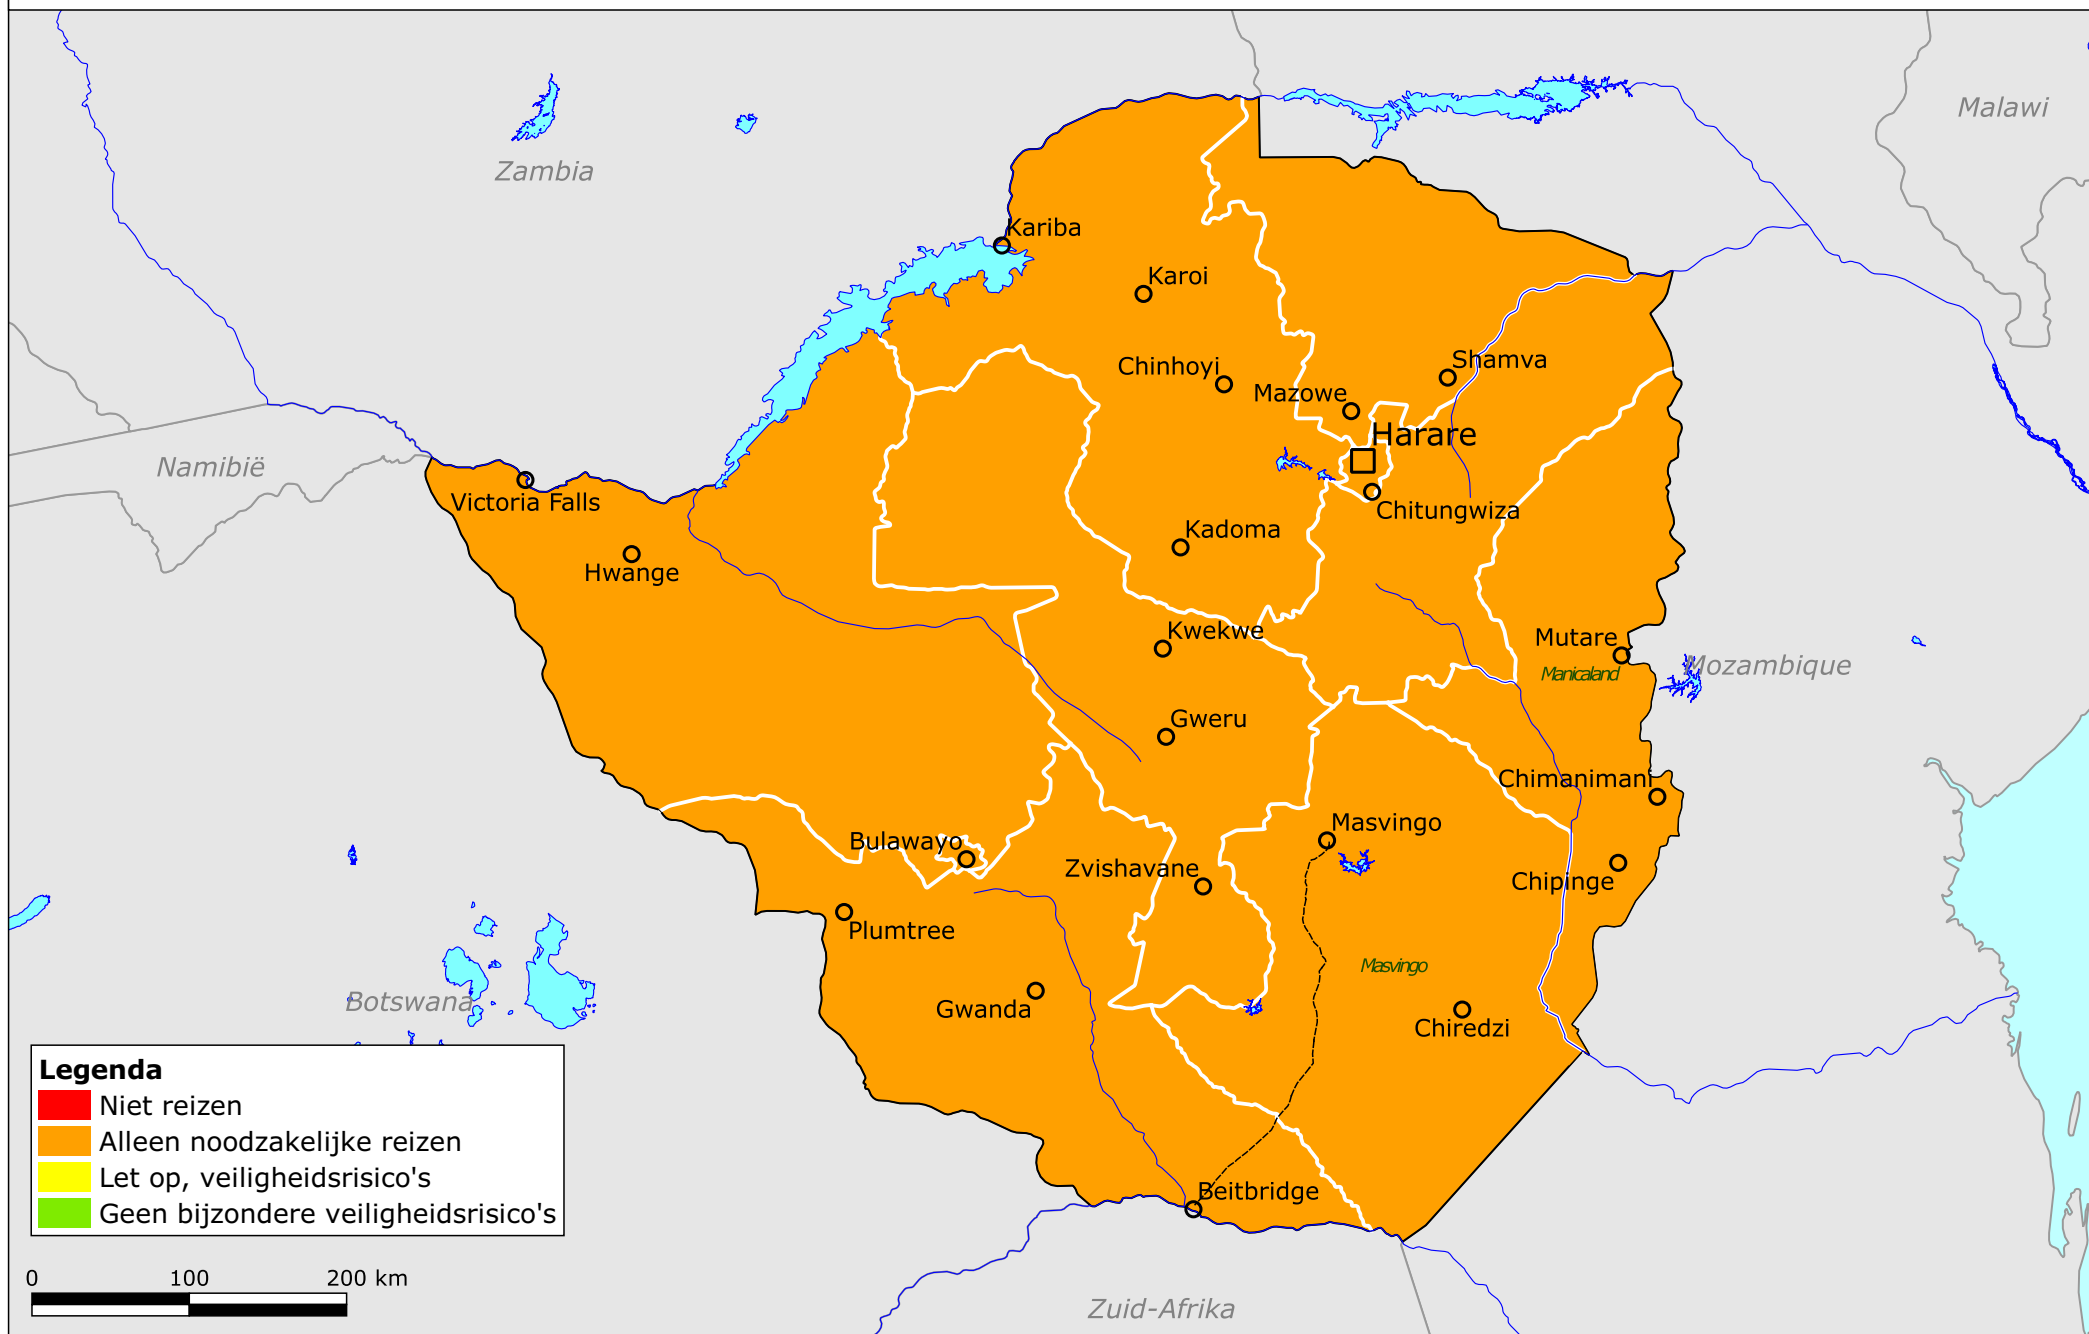 Malawi
Zambia
Kariba
Karoi
Chinhoyi
Shamva
Mazowe
Harare
Namibië
Victoria Falls
Chitungwiza
Kadoma
Hwange
Kwekwe
Mutare
Manicaland
Mozambique
Gweru
Chimanimani
Masvingo
Bulawayo
Zvishavane
Chipinge
Plumtree
Masvingo
Botswana
Gwanda
Chiredzi
Legenda
Niet reizen
Alleen noodzakelijke reizen
Let op, veiligheidsrisico's
Geen bijzondere veiligheidsrisico's
Beitbridge
0 100 200 km
Zuid-Afrika